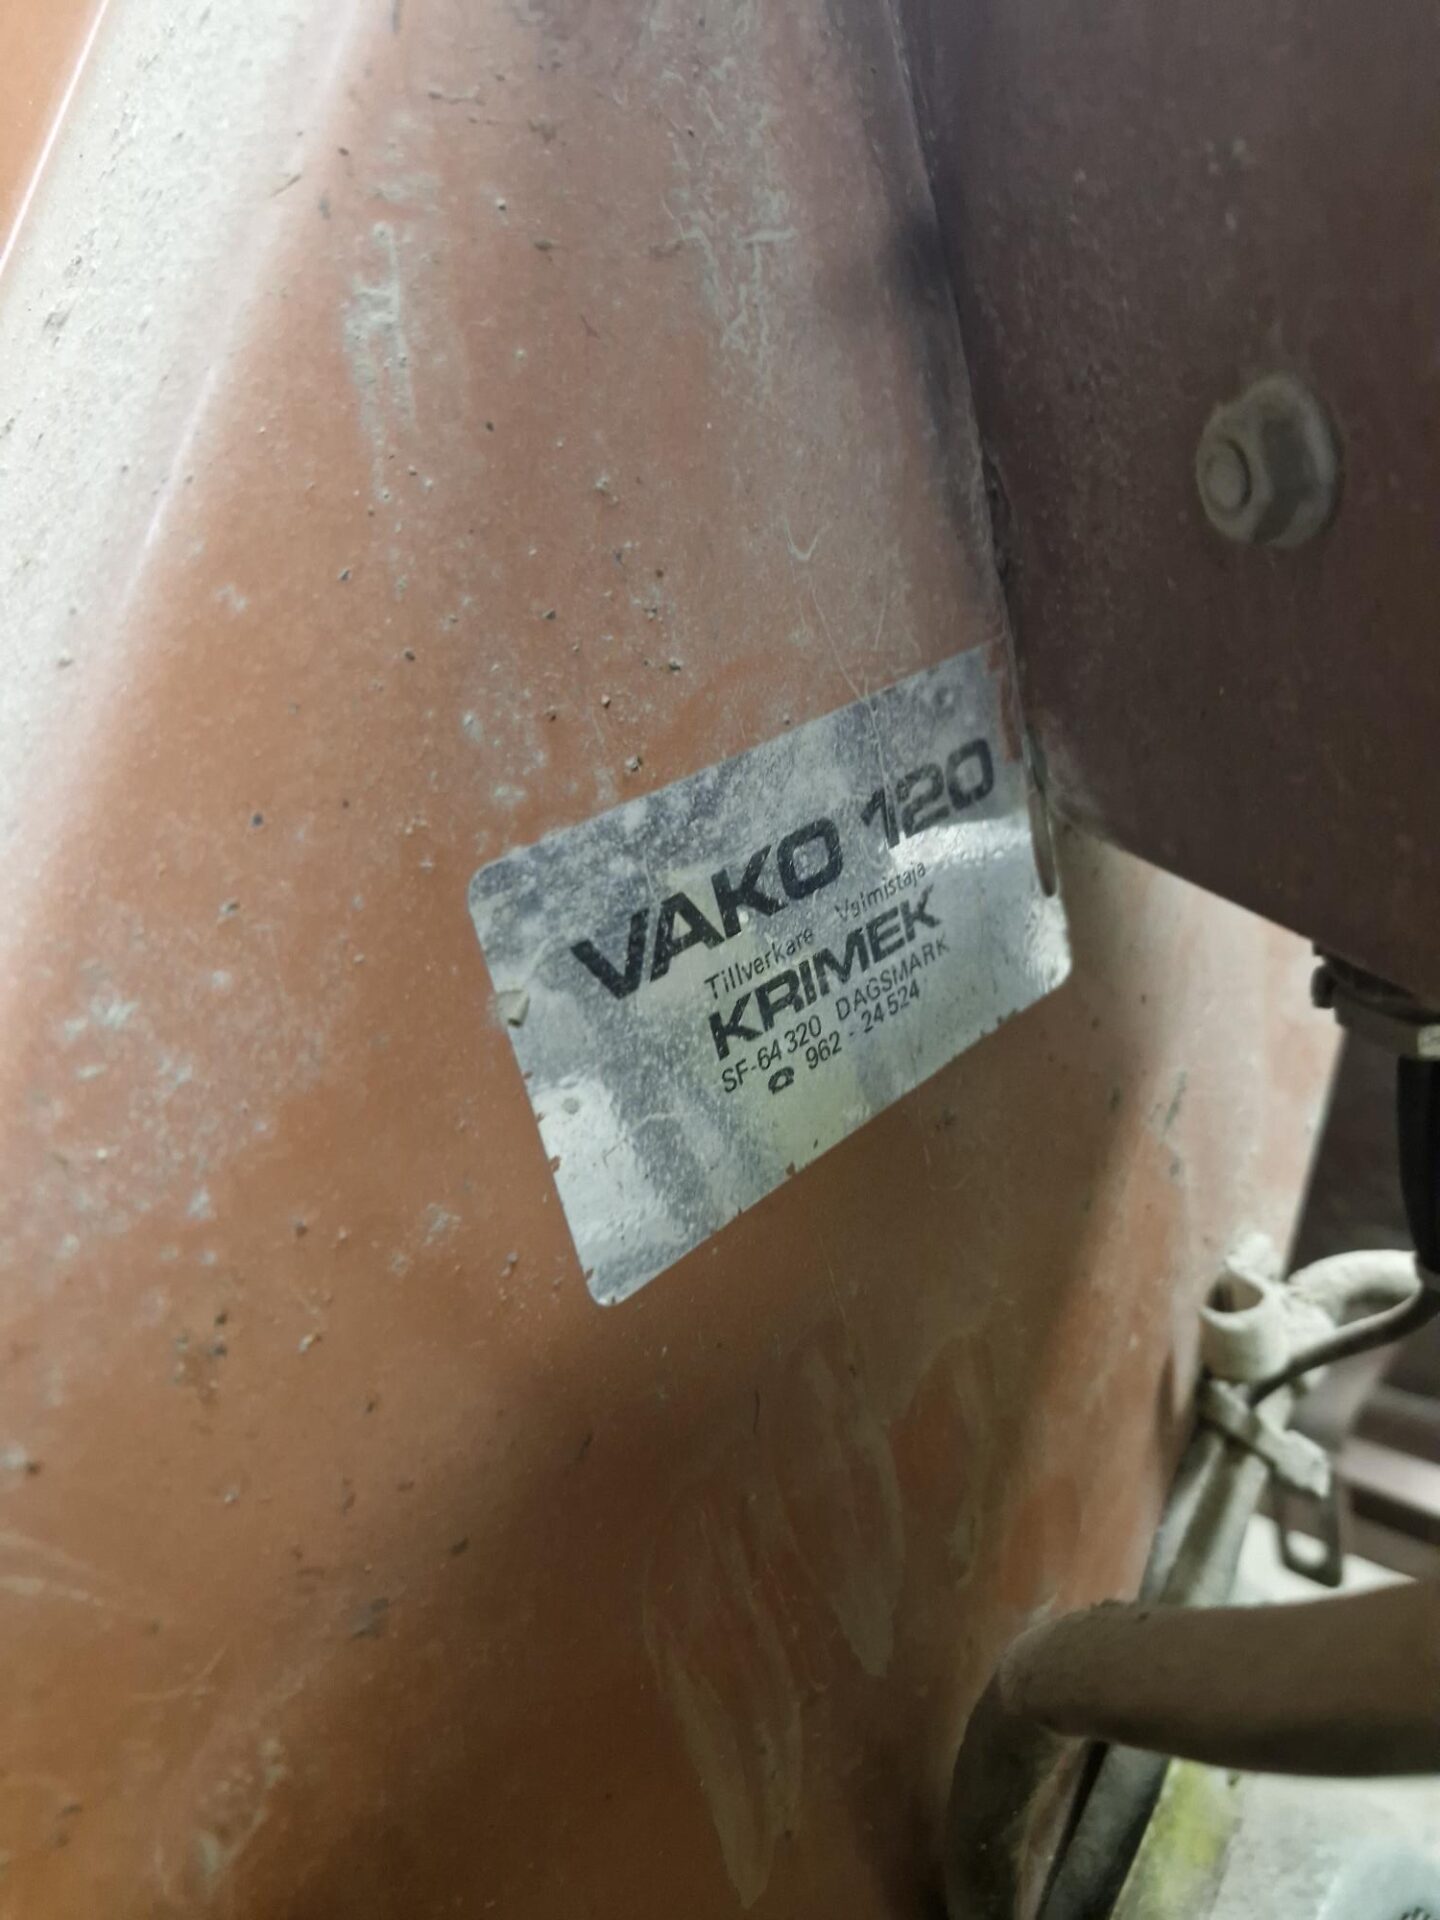 VAKO 120
Tillverkare Valmistaja
KRIMEK
SF-64 320 DAGSMARK
962-24 524